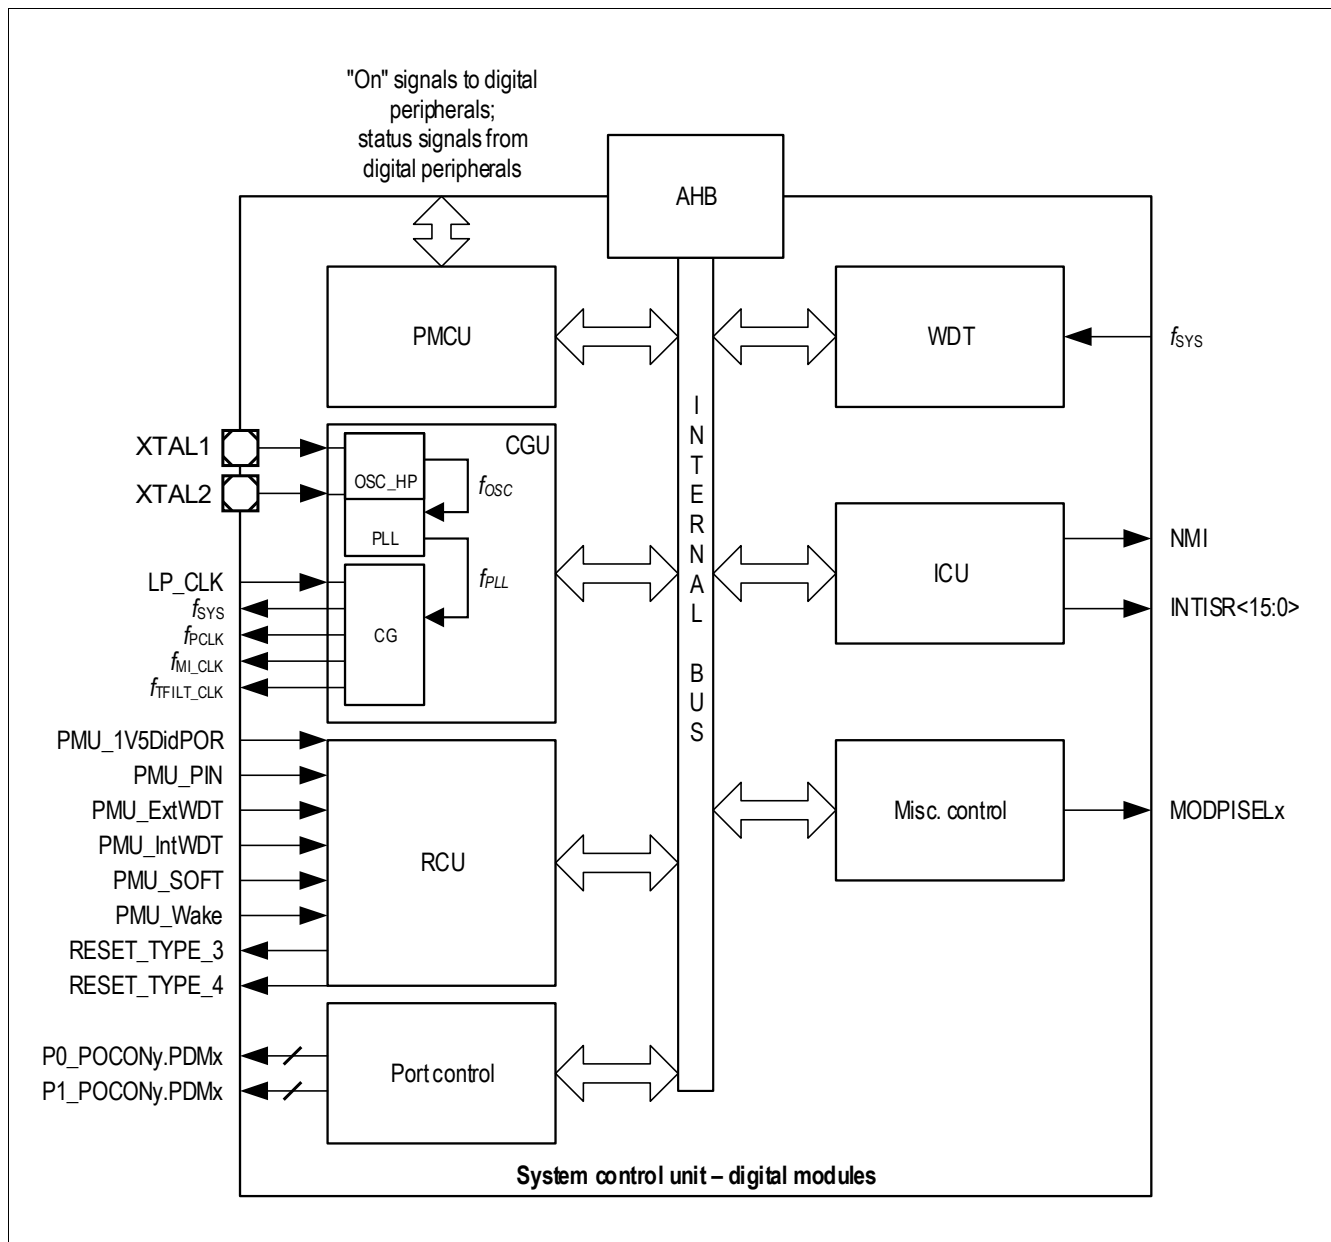 "On" signals to digital
peripherals;
status signals from
digital peripherals
AHB
PMCU
WDT
fSYS
XTAL1
XTAL2
CGU
OSC_HP
fOSC
PLL
fPLL
LP_CLK
fSYS
fPCLK
fMI_CLK
fTFILT_CLK
CG
INTERNAL BUS
ICU
NMI
INTISR<15:0>
PMU_1V5DidPOR
PMU_PIN
PMU_ExtWDT
PMU_IntWDT
PMU_SOFT
PMU_Wake
RESET_TYPE_3
RESET_TYPE_4
RCU
Misc. control
MODPISELx
P0_POCONy.PDMx
P1_POCONy.PDMx
Port control
System control unit – digital modules